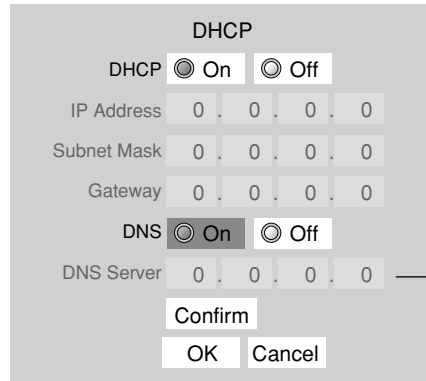 DHCP
DHCP On Off
IP Address 0 . 0 . 0 . 0
Subnet Mask 0 . 0 . 0 . 0
Gateway 0 . 0 . 0 . 0
DNS On Off
DNS Server 0 . 0 . 0 . 0
Confirm
OK Cancel